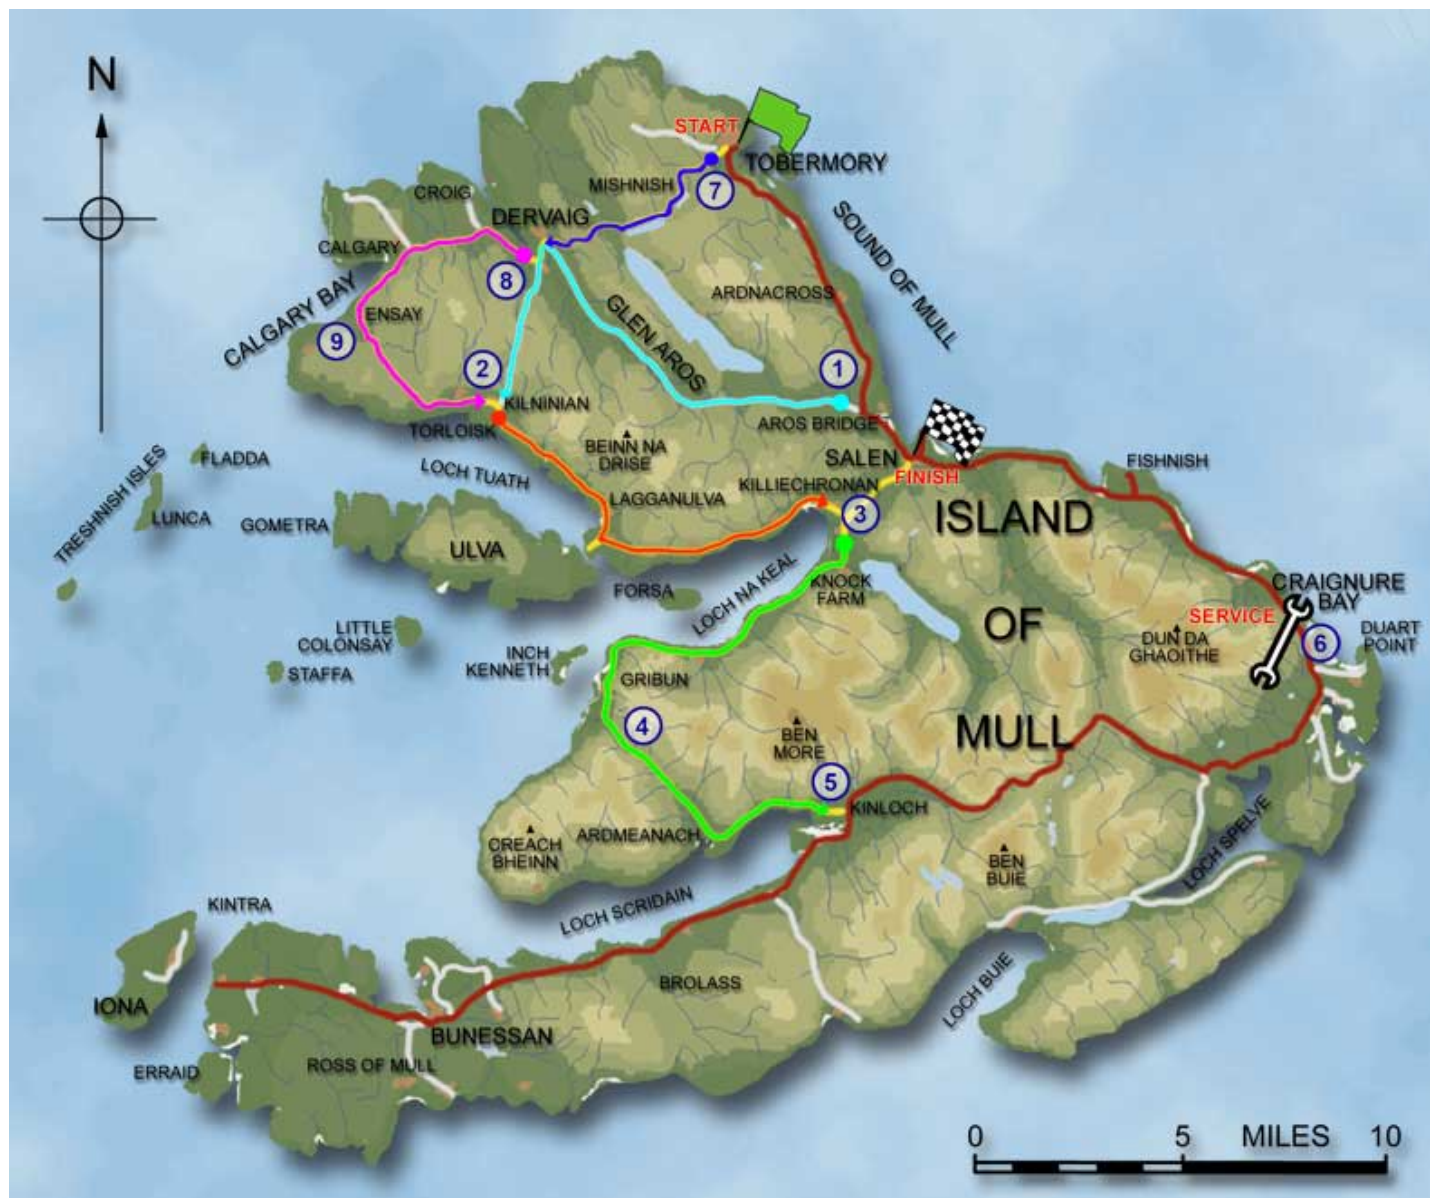 N
START
TOBERMORY
7
MISHNISH
CROIG
DERVAIG
SOUND OF MULL
CALGARY
8
CALGARY BAY
ENSAY
9
ARDNACROSS
GLEN AROS
2
1
KILNINIAN
TORLOISK
AROS BRIDGE
BEINN NA
DRISE
SALEN
FINISH
FISHNISH
TRESHNISH ISLES
FLADDA
LUNCA
LOCH TUATH
LAGGANULVA
KILLIECHRONAN
3
GOMETRA
ULVA
ISLAND
OF
MULL
FORSA
LOCH NA KEAL
KNOCK
FARM
CRAIGNURE
BAY
SERVICE
6
DUART
POINT
DUN DA
GHAOITHE
LITTLE
COLONSAY
STAFFA
INCH
KENNETH
GRIBUN
4
BEN
MORE
5
KINLOCH
CREACH
BHEINN
ARDMEANACH
BEN
BUIE
LOCH SPELVE
LOCH SCRIDAIN
KINTRA
IONA
BROLASS
LOCH BUIE
BUNESSAN
ERRAID
ROSS OF MULL
0 5 MILES 10